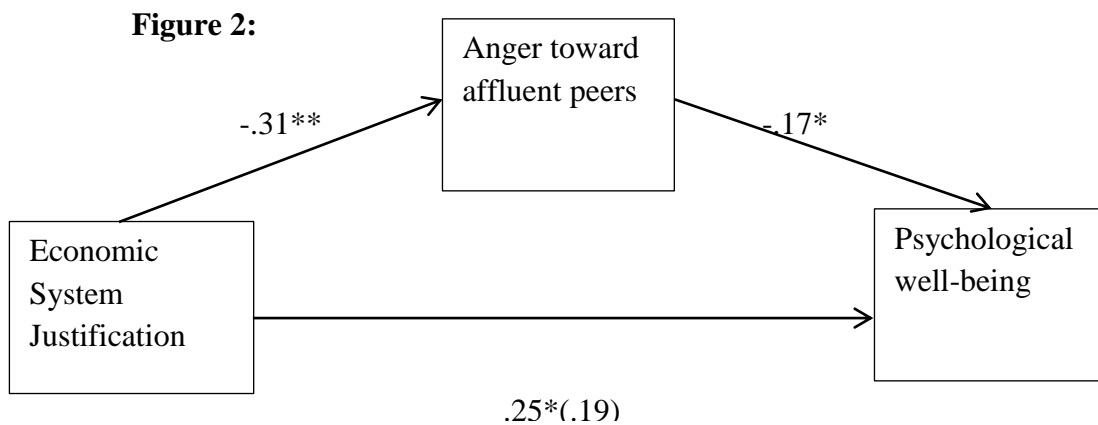 Figure 2:
Anger toward
affluent peers
-.31**
-.17*
Economic
System
Justification
Psychological
well-being
.25*(.19)